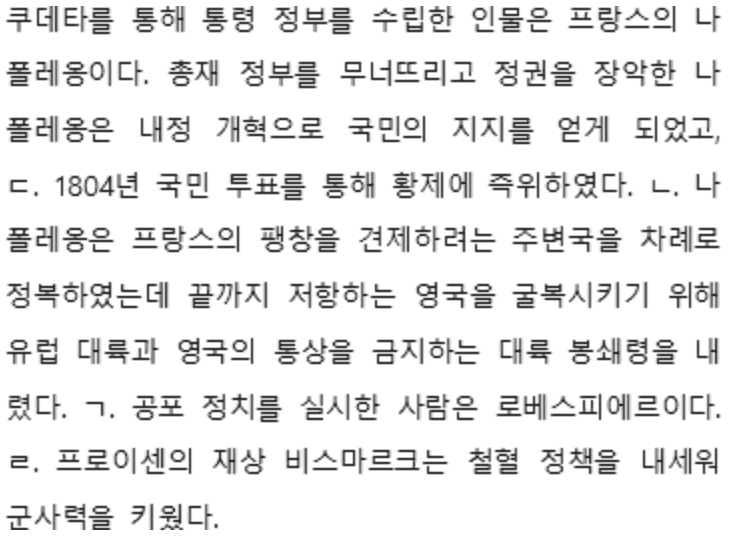 쿠데타를 통해 통령 정부를 수립한 인물은 프랑스의 나
폴레옹이다. 총재 정부를 무너뜨리고 정권을 장악한 나
폴레옹은 내정 개혁으로 국민의 지지를 얻게 되었고,
ㄷ. 1804년 국민 투표를 통해 황제에 즉위하였다. ㄴ. 나
폴레옹은 프랑스의 팽창을 견제하려는 주변국을 차례로
정복하였는데 끝까지 저항하는 영국을 굴복시키기 위해
유럽 대륙과 영국의 통상을 금지하는 대륙 봉쇄령을 내
렸다. ㄱ. 공포 정치를 실시한 사람은 로베스피에르이다.
ㄹ. 프로이센의 재상 비스마르크는 철혈 정책을 내세워
군사력을 키웠다.